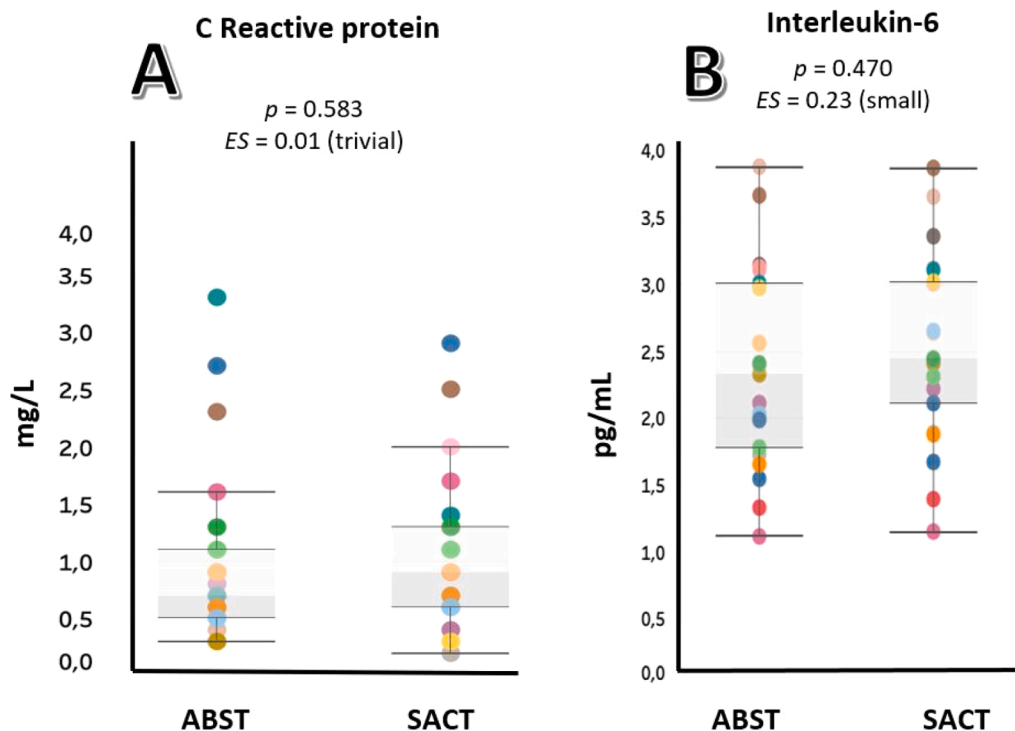 C Reactive protein
A
p = 0.583
ES = 0.01 (trivial)
mg/L
4,0
3,5
3,0
2,5
2,0
1,5
1,0
0,5
0,0
ABST
SACT
Interleukin-6
B
p = 0.470
ES = 0.23 (small)
pg/mL
4,0
3,5
3,0
2,5
2,0
1,5
1,0
0,5
0,0
ABST
SACT